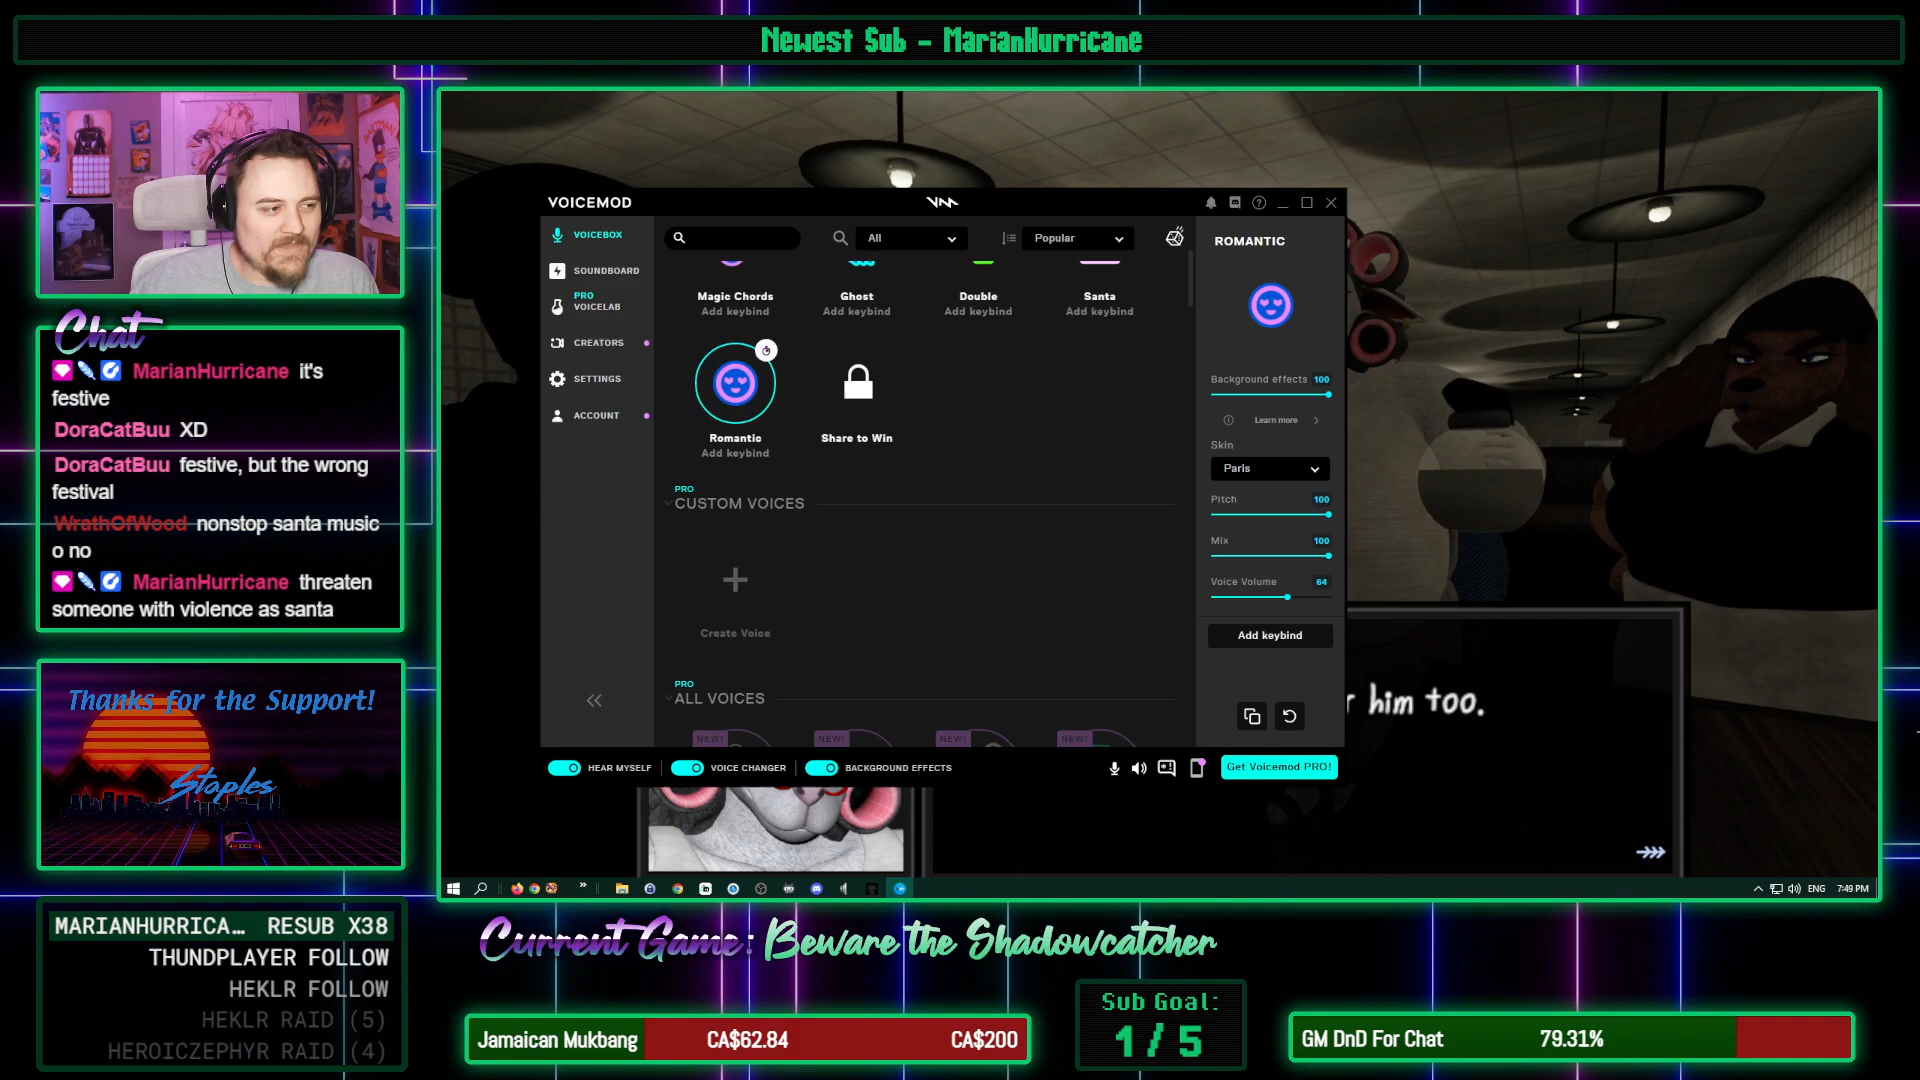 Newest Sub - MarianHurricane
Chat
MarianHurricane it's
festive
DoraCatBuu XD
DoraCatBuu festive, but the wrong
festival
WrathOfWood nonstop santa music
o no
MarianHurricane threaten
someone with violence as santa
Thanks for the Support!
Staples
MARIANHURRICA... RESUB X38
THUNDPLAYER FOLLOW
HEKLR FOLLOW
HEKLR RAID (5)
HEROICZEPHYR RAID (4)
VOICEMOD
VOICEBOX
SOUNDBOARD
PRO
VOICELAB
CREATORS
SETTINGS
ACCOUNT
All
Popular
Magic Chords
Add keybind
Ghost
Add keybind
Double
Add keybind
Santa
Add keybind
Romantic
Add keybind
Share to Win
PRO
CUSTOM VOICES
Create Voice
PRO
ALL VOICES
NEW! NEW! NEW! NEW!
ROMANTIC
Background effects 100
Learn more
Skin
Paris
Pitch 100
Mix 100
Voice Volume 64
Add keybind
HEAR MYSELF VOICE CHANGER BACKGROUND EFFECTS
Get Voicemod PRO!
r him too.
ENG 7:49 PM
Current Game: Beware the Shadowcatcher
Jamaican Mukbang CA$62.84 CA$200
Sub Goal:
1/5
GM DnD For Chat 79.31%